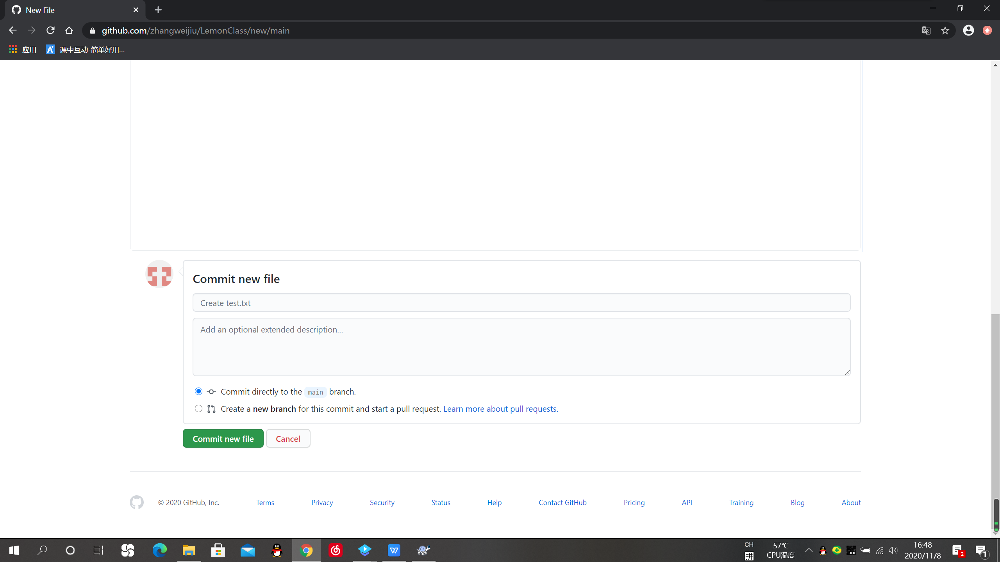 New File
github.com/zhangweijiu/LemonClass/new/main
应用 课中互动-简单好用...
Commit new file
Create test.txt
Add an optional extended description...
Commit directly to the main branch.
Create a new branch for this commit and start a pull request. Learn more about pull requests.
Commit new file Cancel
© 2020 GitHub, Inc. Terms Privacy Security Status Help Contact GitHub Pricing API Training Blog About
CH 57℃ 16:48
拼 CPU温度 2020/11/8 2 1